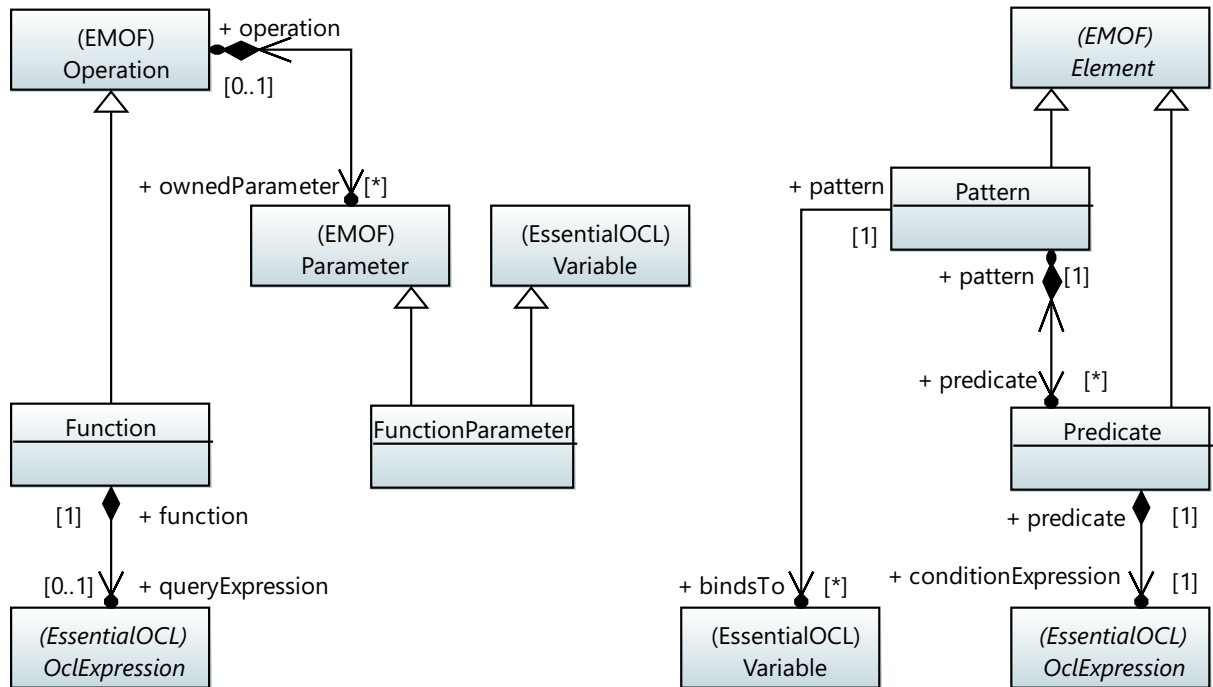 (EMOF)
Operation
+ operation
[0..1]
+ ownedParameter
[*]
(EMOF)
Parameter
(EssentialOCL)
Variable
Function
FunctionParameter
[1]
+ function
[0..1]
+ queryExpression
(EssentialOCL)
OclExpression
(EMOF)
Element
+ pattern
[1]
Pattern
+ pattern
[1]
+ predicate
[*]
Predicate
+ predicate
[1]
+ bindsTo
[*]
+ conditionExpression
[1]
(EssentialOCL)
Variable
(EssentialOCL)
OclExpression